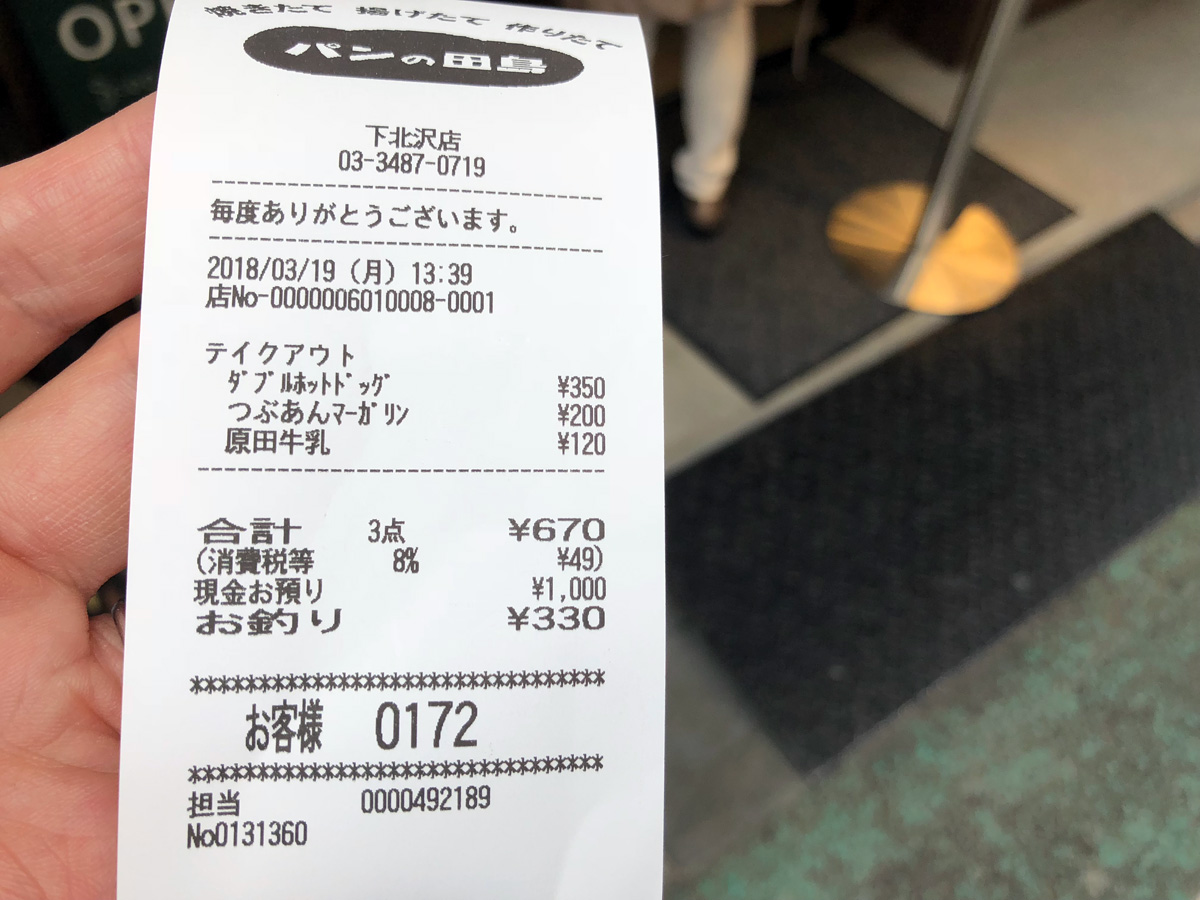 焼きたて 揚げたて 作りたて
パンの田島
下北沢店
03-3487-0719
毎度ありがとうございます。
2018/03/19 (月) 13:39
店No-0000006010008-0001
テイクアウト
ﾀﾞﾌﾞﾙﾎｯﾄﾄﾞｯｸﾞ ¥350
つぶあんﾏｰｶﾞﾘﾝ ¥200
原田牛乳 ¥120
合計 3点 ¥670
(消費税等 8% ¥49)
現金お預り ¥1,000
お釣り ¥330
*******************************
お客様 0172
*******************************
担当 0000492189
No0131360
OP